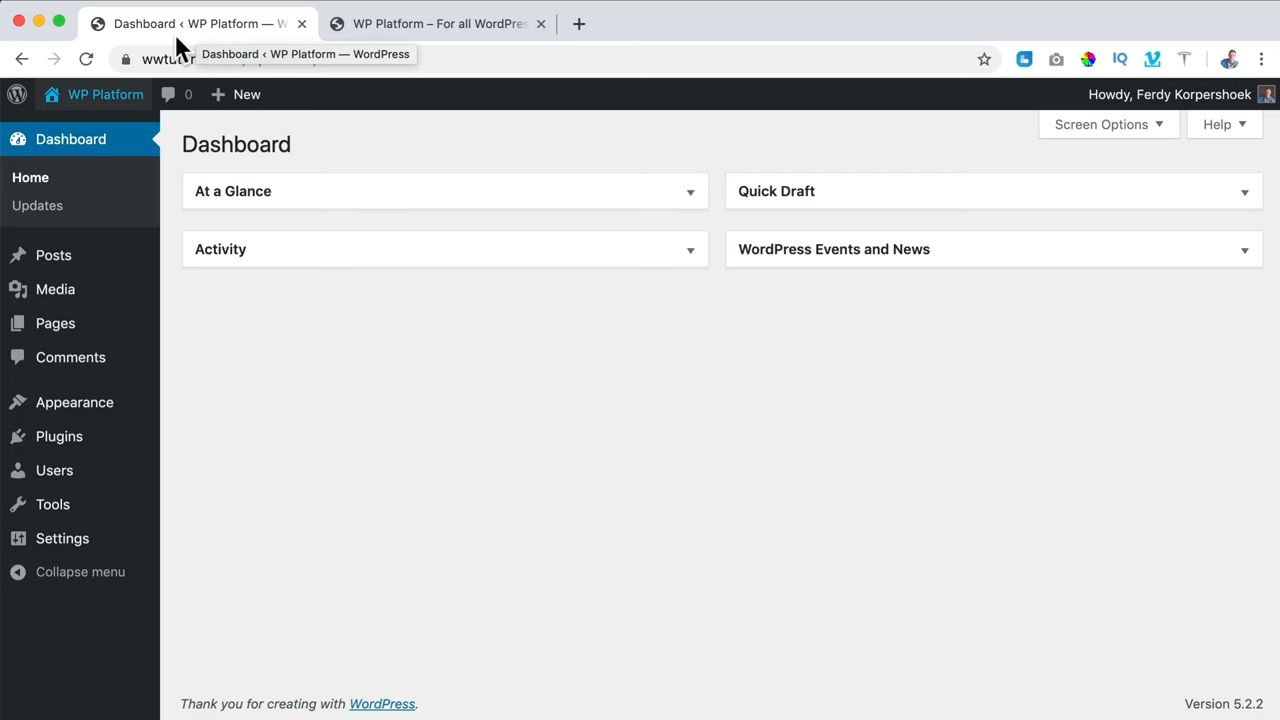 Dashboard ‹ WP Platform — W
WP Platform – For all WordPres
Dashboard ‹ WP Platform — WordPress
WP Platform
0
New
Howdy, Ferdy Korpershoek
Dashboard
Home
Updates
Posts
Media
Pages
Comments
Appearance
Plugins
Users
Tools
Settings
Collapse menu
Dashboard
Screen Options
Help
At a Glance
Quick Draft
Activity
WordPress Events and News
Thank you for creating with WordPress.
Version 5.2.2
IQ